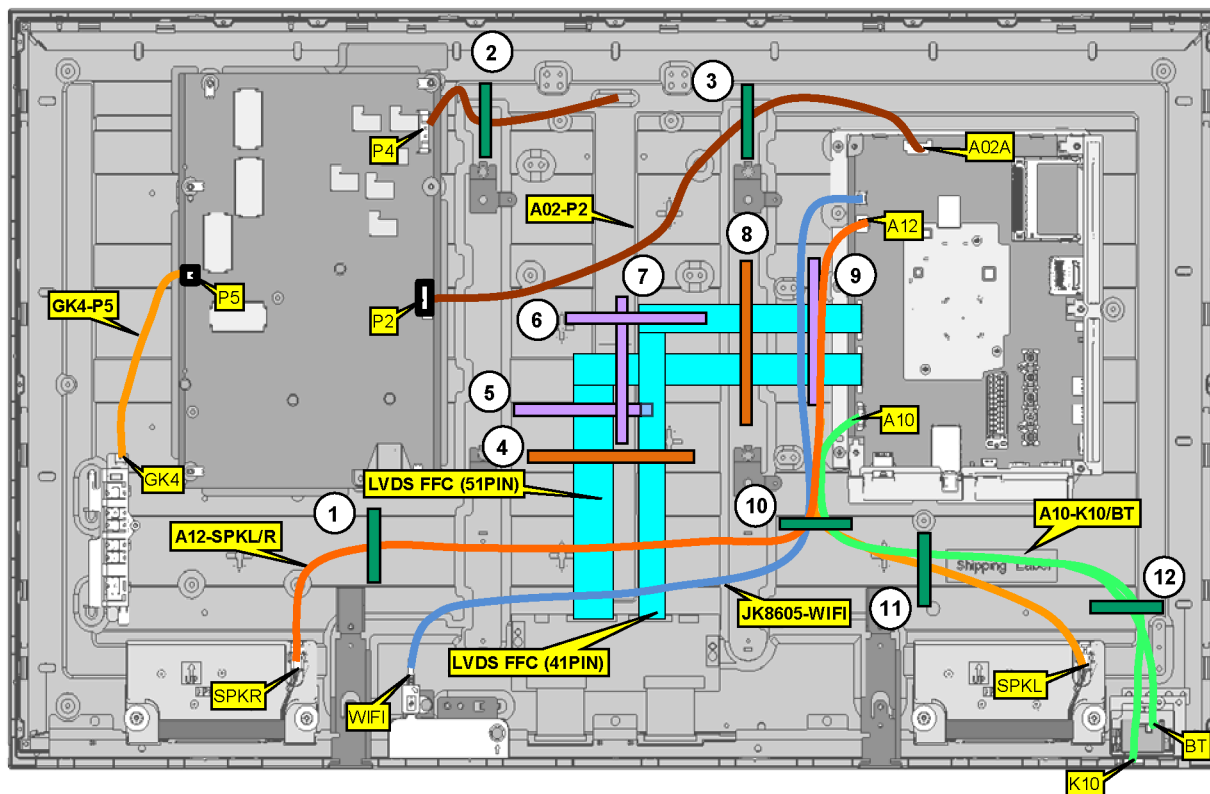 2
3
P4
A02A
A02-P2
A12
8
9
7
P5
GK4-P5
P2
6
5
A10
4
GK4
LVDS FFC (51PIN)
1
10
A10-K10/BT
A12-SPKL/R
Shipping Label
12
11
JK8605-WIFI
LVDS FFC (41PIN)
UP
UP
SPKR
SPKL
WIFI
BT
K10